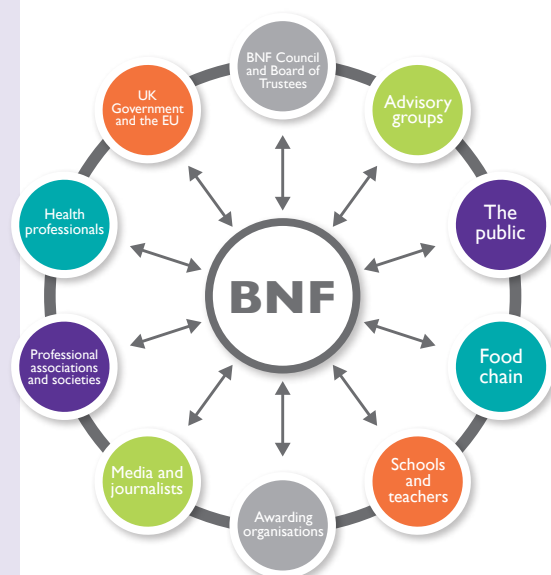 BNF Council
and Board of
Trustees
Advisory
groups
The
public
Food
chain
Schools
and
teachers
Awarding
organisations
Media and
journalists
Professional
associations
and societies
Health
professionals
UK
Government
and the EU
BNF